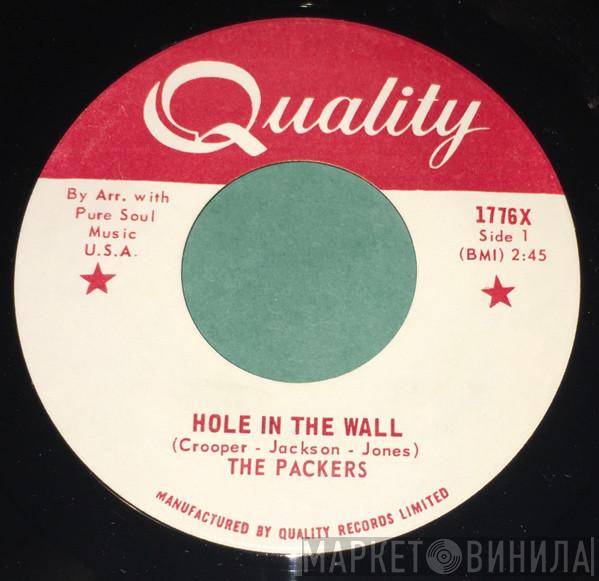 Quality
By Arr. with
Pure Soul
Music
U.S.A.
1776X
Side 1
(BMI) 2:45
HOLE IN THE WALL
(Crooper - Jackson - Jones)
THE PACKERS
MANUFACTURED BY QUALITY RECORDS LIMITED
МАРКЕТ ВИНИЛА